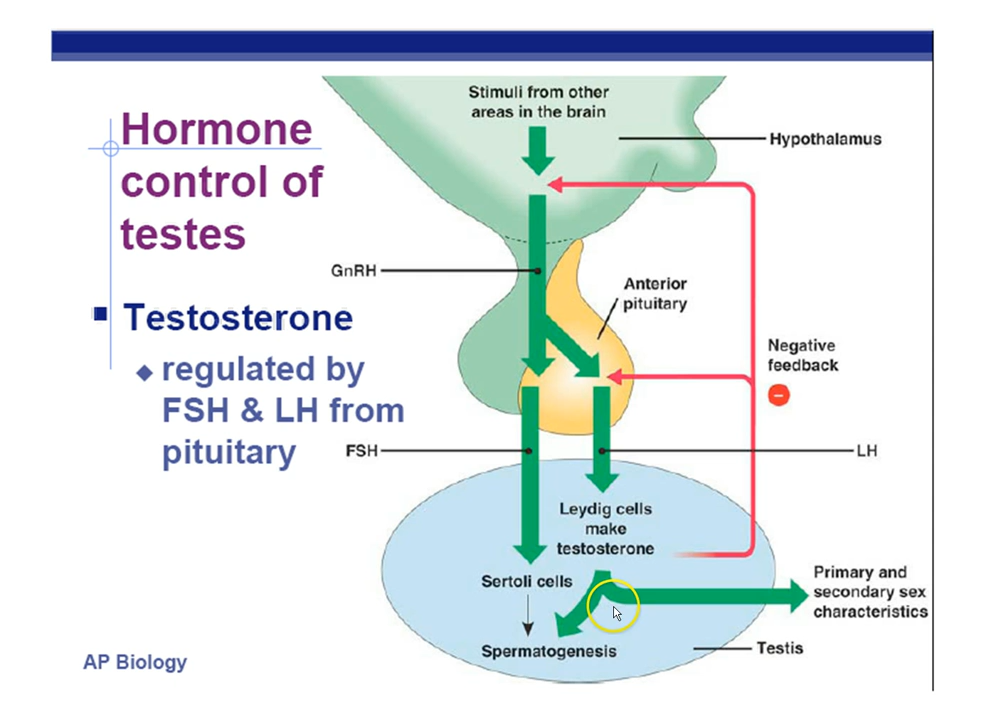 Hormone
control of
testes
Testosterone
regulated by
FSH & LH from
pituitary
AP Biology
Stimuli from other
areas in the brain
Hypothalamus
GnRH
Anterior
pituitary
Negative
feedback
−
FSH
LH
Leydig cells
make
testosterone
Sertoli cells
Primary and
secondary sex
characteristics
Spermatogenesis
Testis